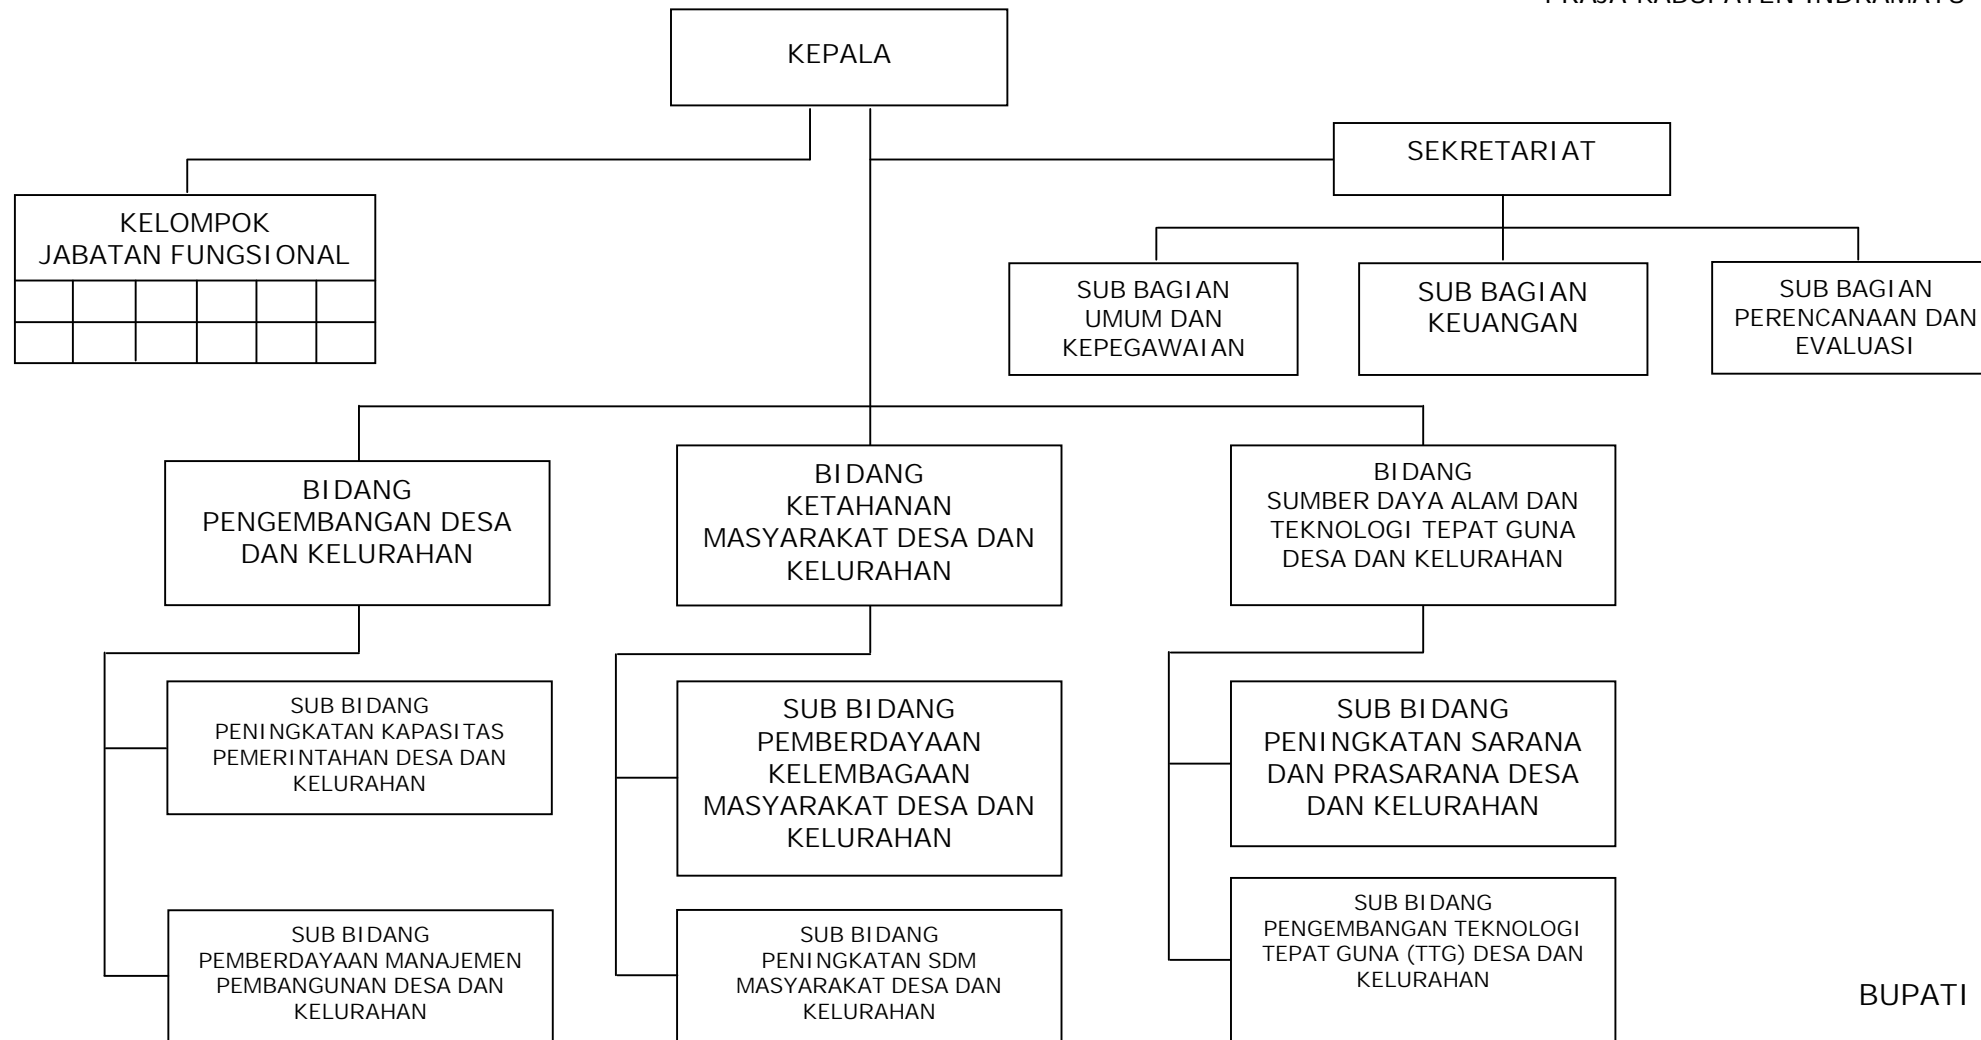 PRAJA KABUPATEN INDRAMAYU
KEPALA
SEKRETARIAT
KELOMPOK
JABATAN FUNGSIONAL
SUB BAGIAN
UMUM DAN
KEPEGAWAIAN
SUB BAGIAN
KEUANGAN
SUB BAGIAN
PERENCANAAN DAN
EVALUASI
BIDANG
PENGEMBANGAN DESA
DAN KELURAHAN
BIDANG
KETAHANAN
MASYARAKAT DESA DAN
KELURAHAN
BIDANG
SUMBER DAYA ALAM DAN
TEKNOLOGI TEPAT GUNA
DESA DAN KELURAHAN
SUB BIDANG
PENINGKATAN KAPASITAS
PEMERINTAHAN DESA DAN
KELURAHAN
SUB BIDANG
PEMBERDAYAAN
KELEMBAGAAN
MASYARAKAT DESA DAN
KELURAHAN
SUB BIDANG
PENINGKATAN SARANA
DAN PRASARANA DESA
DAN KELURAHAN
SUB BIDANG
PEMBERDAYAAN MANAJEMEN
PEMBANGUNAN DESA DAN
KELURAHAN
SUB BIDANG
PENINGKATAN SDM
MASYARAKAT DESA DAN
KELURAHAN
SUB BIDANG
PENGEMBANGAN TEKNOLOGI
TEPAT GUNA (TTG) DESA DAN
KELURAHAN
BUPATI